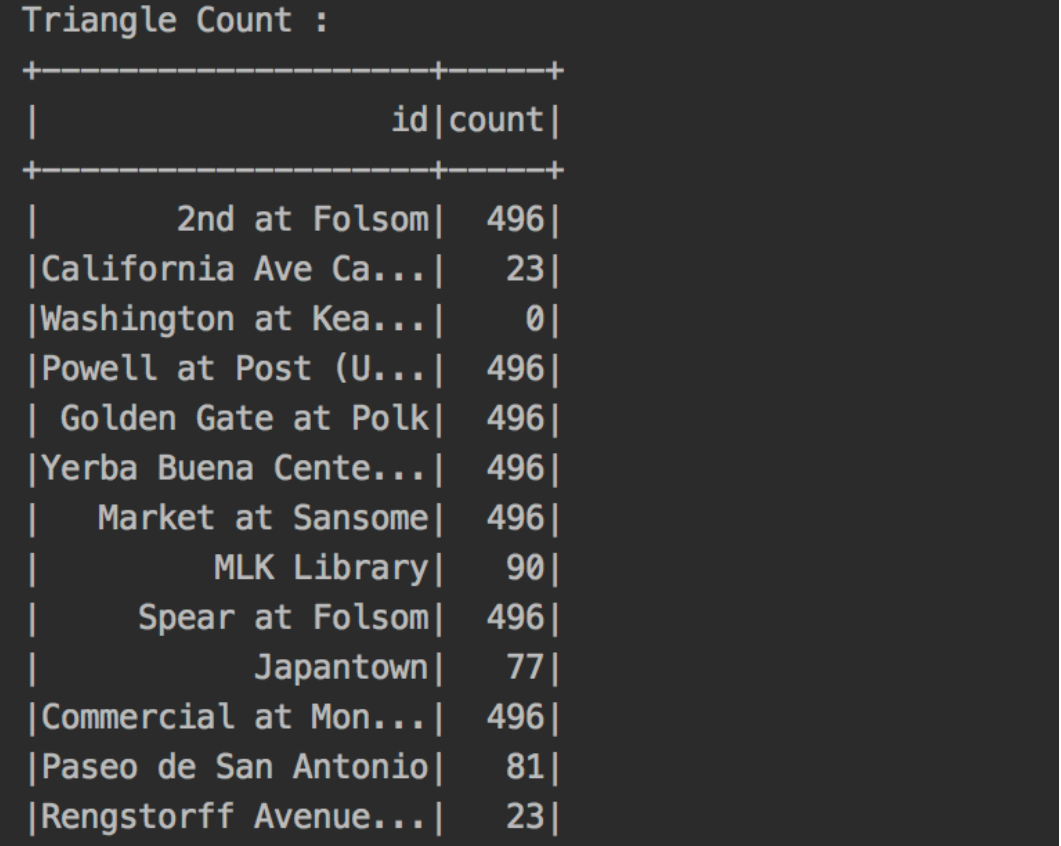 Triangle Count :
+--------------------+-----+
|                  id|count|
+--------------------+-----+
|       2nd at Folsom|  496|
|California Ave Ca...|   23|
|Washington at Kea...|    0|
|Powell at Post (U...|  496|
| Golden Gate at Polk|  496|
|Yerba Buena Cente...|  496|
|   Market at Sansome|  496|
|         MLK Library|   90|
|     Spear at Folsom|  496|
|           Japantown|   77|
|Commercial at Mon...|  496|
|Paseo de San Antonio|   81|
|Rengstorff Avenue...|   23|